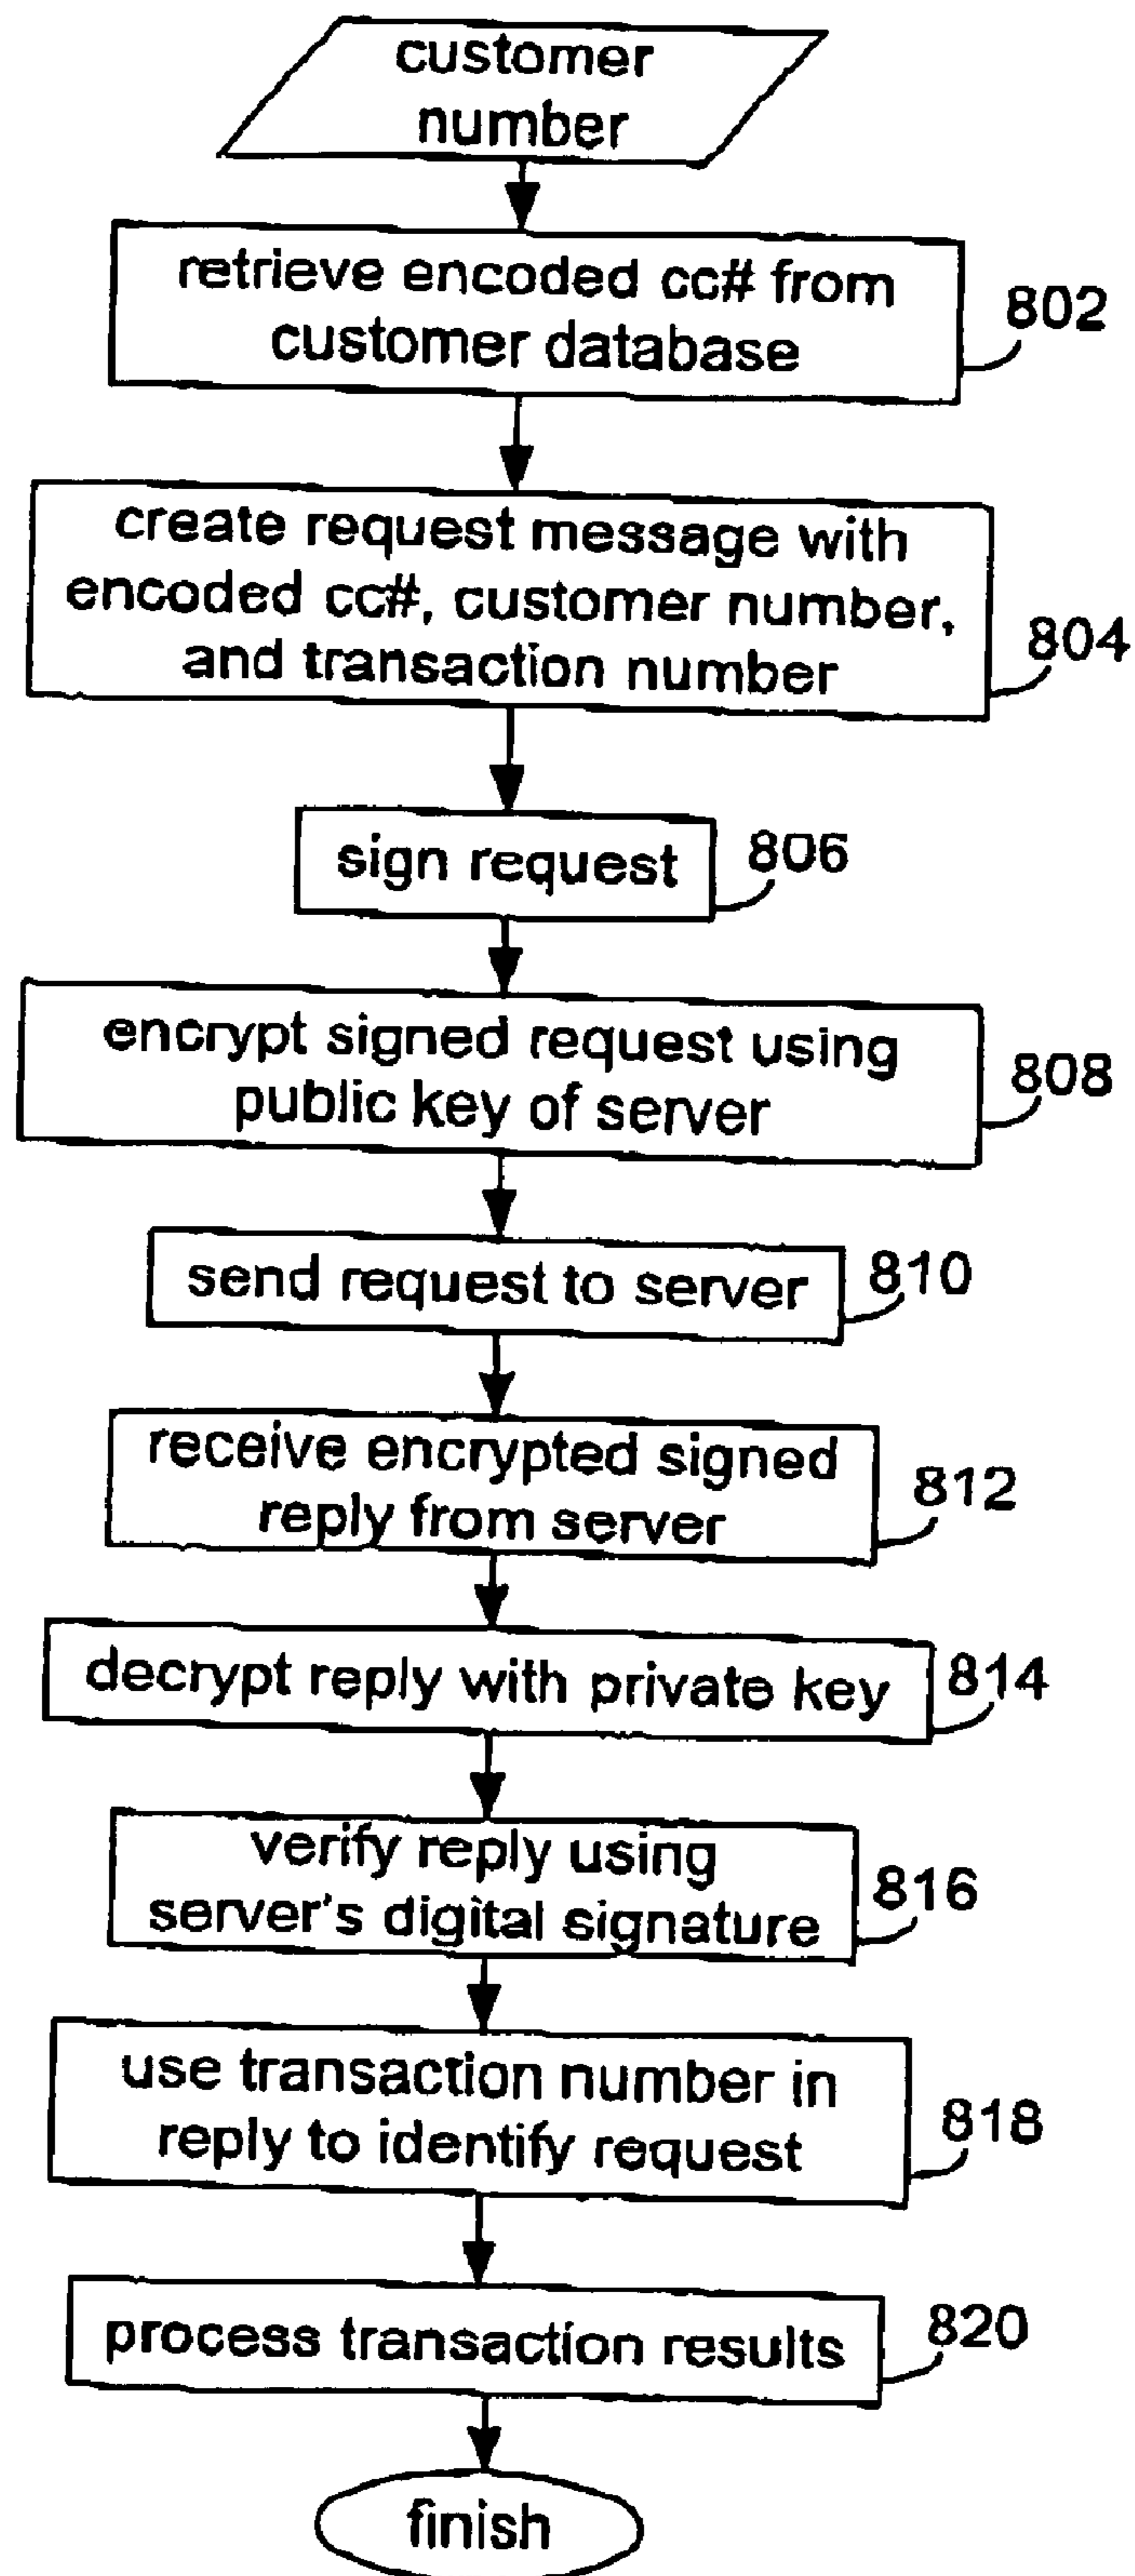 customer
number
retrieve encoded cc# from
customer database
802
create request message with
encoded cc#, customer number,
and transaction number
804
sign request
806
encrypt signed request using
public key of server
808
send request to server
810
receive encrypted signed
reply from server
812
decrypt reply with private key
814
verify reply using
server's digital signature
816
use transaction number in
reply to identify request
818
process transaction results
820
finish